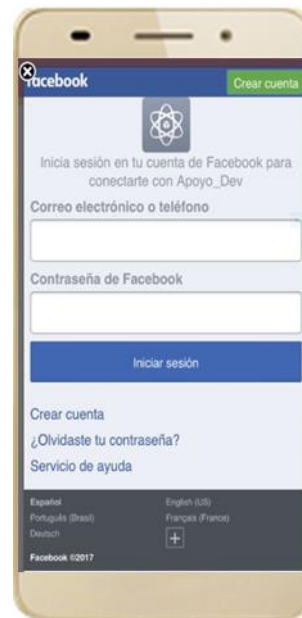 facebook
Crear cuenta
Inicia sesión en tu cuenta de Facebook para
conectarte con Apoyo_Dev
Correo electrónico o teléfono
Contraseña de Facebook
Iniciar sesión
Crear cuenta
¿Olvidaste tu contraseña?
Servicio de ayuda
Español
English (US)
Português (Brasil)
Français (France)
Deutsch
Facebook ©2017